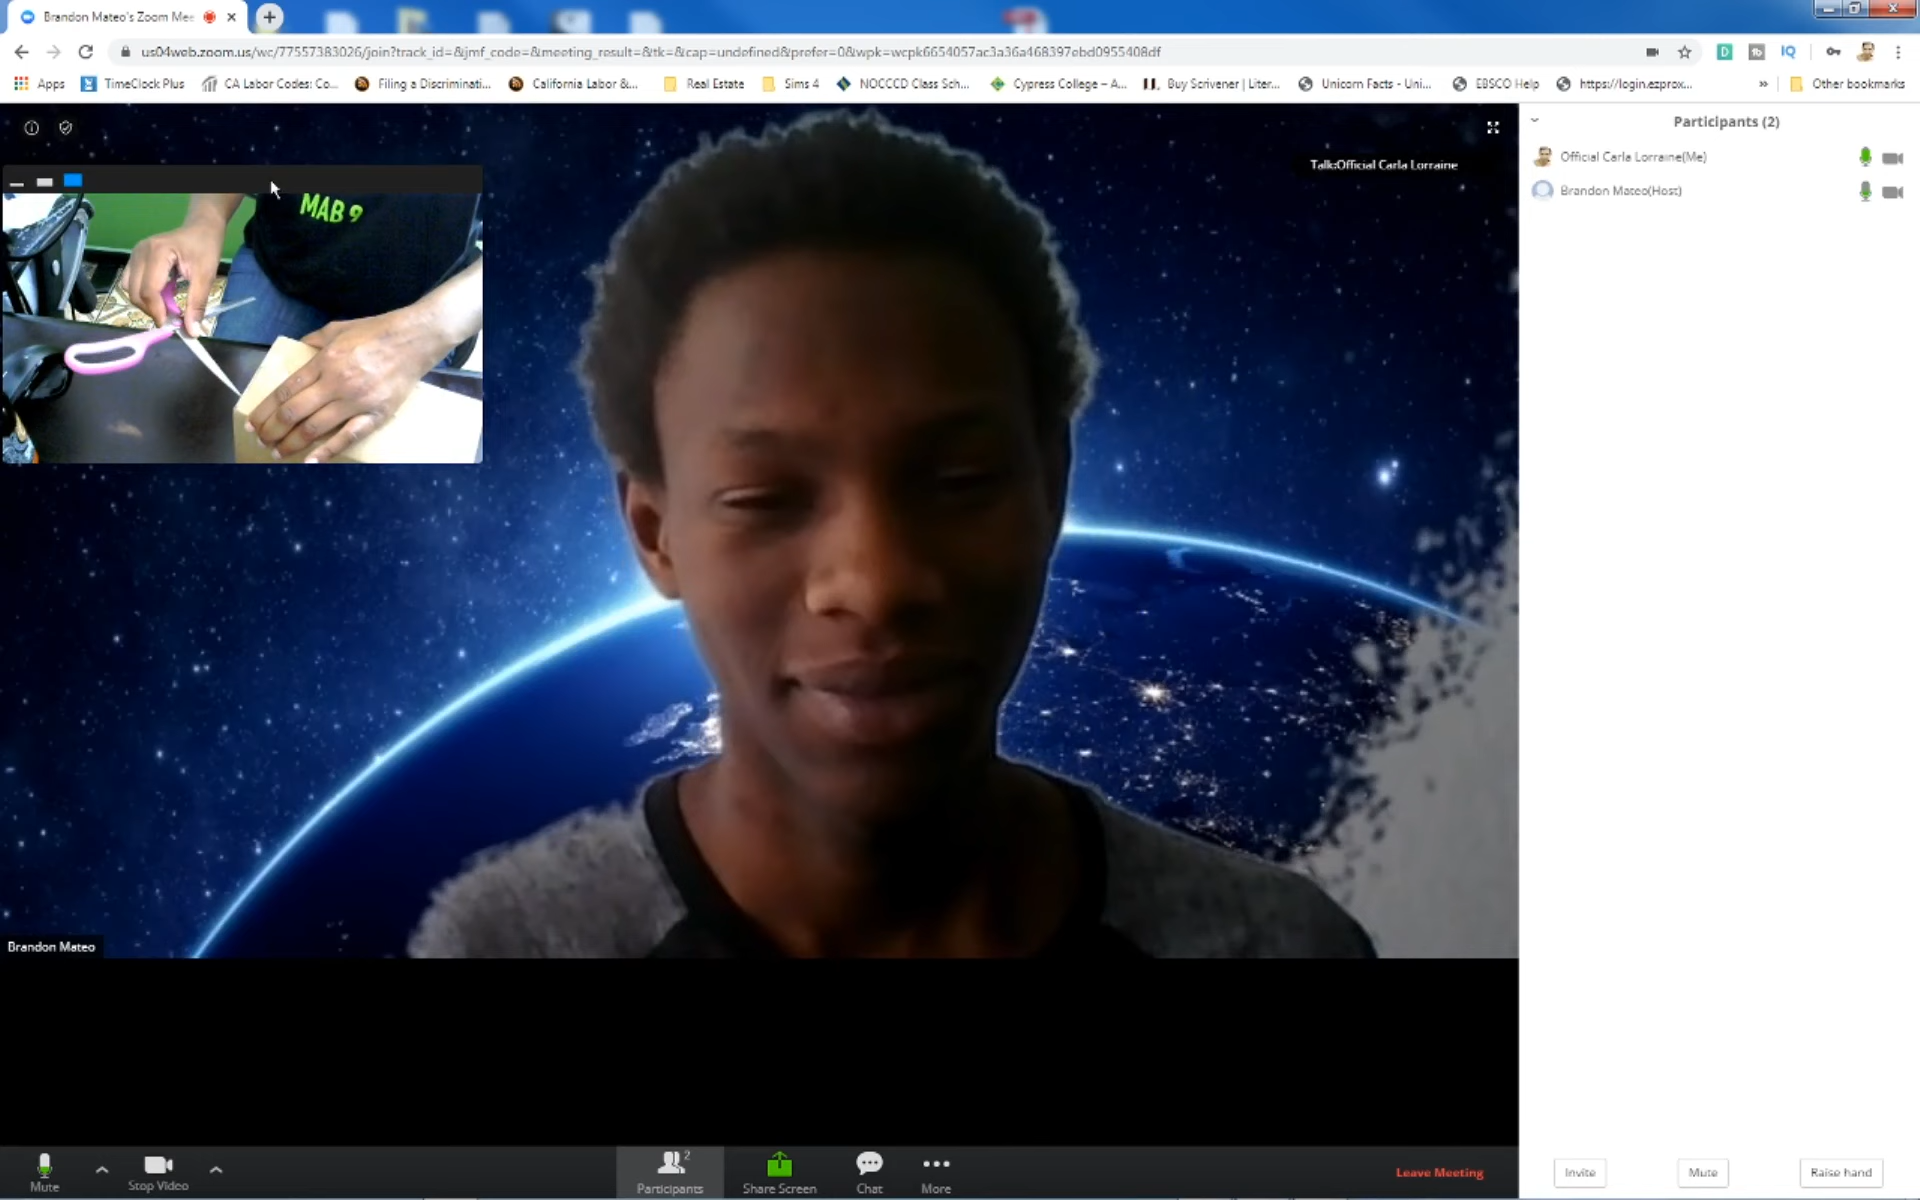 Brandon Mateo's Zoom Mee
us04web.zoom.us/wc/77557383026/join?track_id=&jmf_code=&meeting_result=&tk=&cap=undefined&prefer=0&wpk=wcpk6654057ac3a36a468397ebd0955408df
Apps TimeClock Plus CA Labor Codes: Co... Filing a Discriminati... California Labor &... Real Estate Sims 4 NOCCCD Class Sch... Cypress College – A... Buy Scrivener | Liter... Unicorn Facts - Uni... EBSCO Help https://login.ezprox... » Other bookmarks
Participants (2)
Talk:Official Carla Lorraine
Official Carla Lorraine(Me)
Brandon Mateo(Host)
MAB 9
Brandon Mateo
Mute
Stop Video
2
Participants
Share Screen
Chat
More
Leave Meeting
Invite
Mute
Raise hand